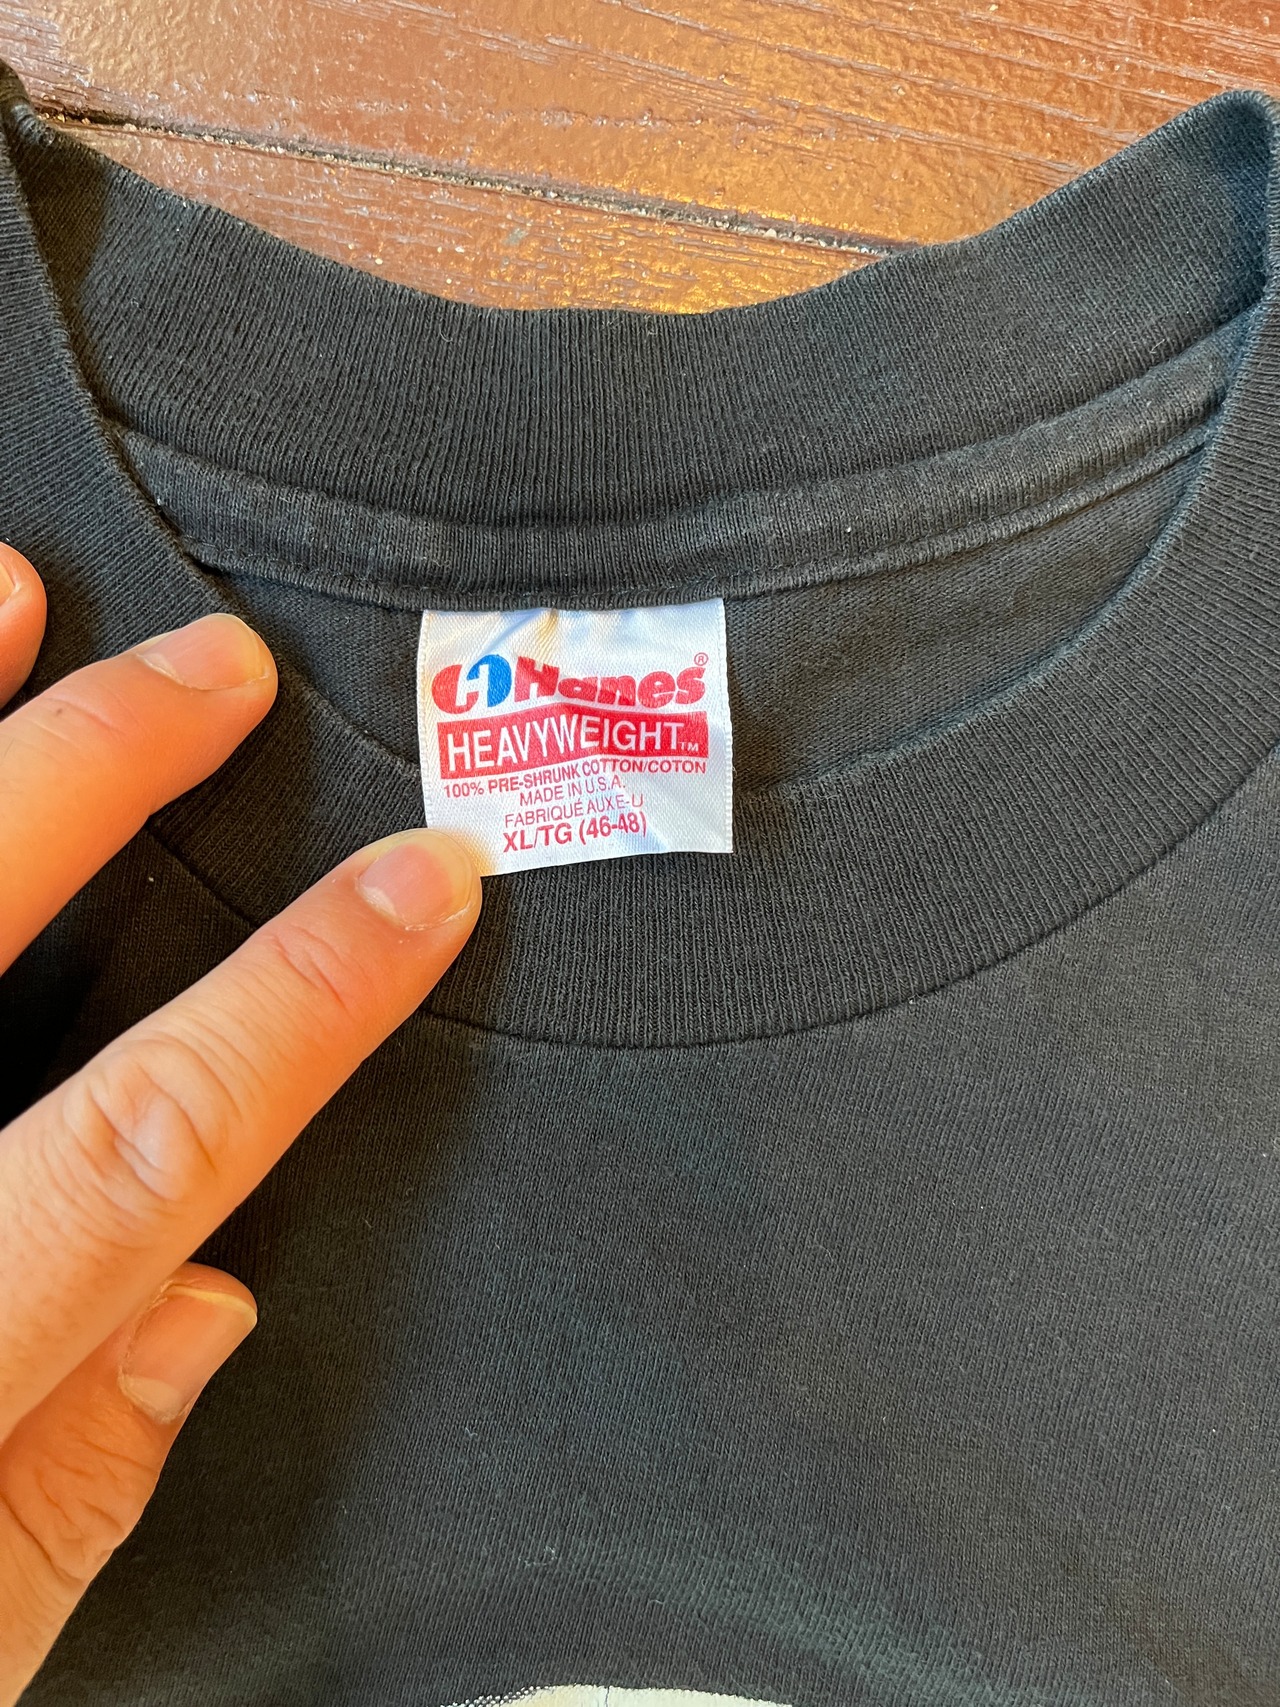 Hanes®
HEAVYWEIGHT™
100% PRE-SHRUNK COTTON/COTON
MADE IN U.S.A.
FABRIQUÉ AUX E-U
XL/TG (46-48)